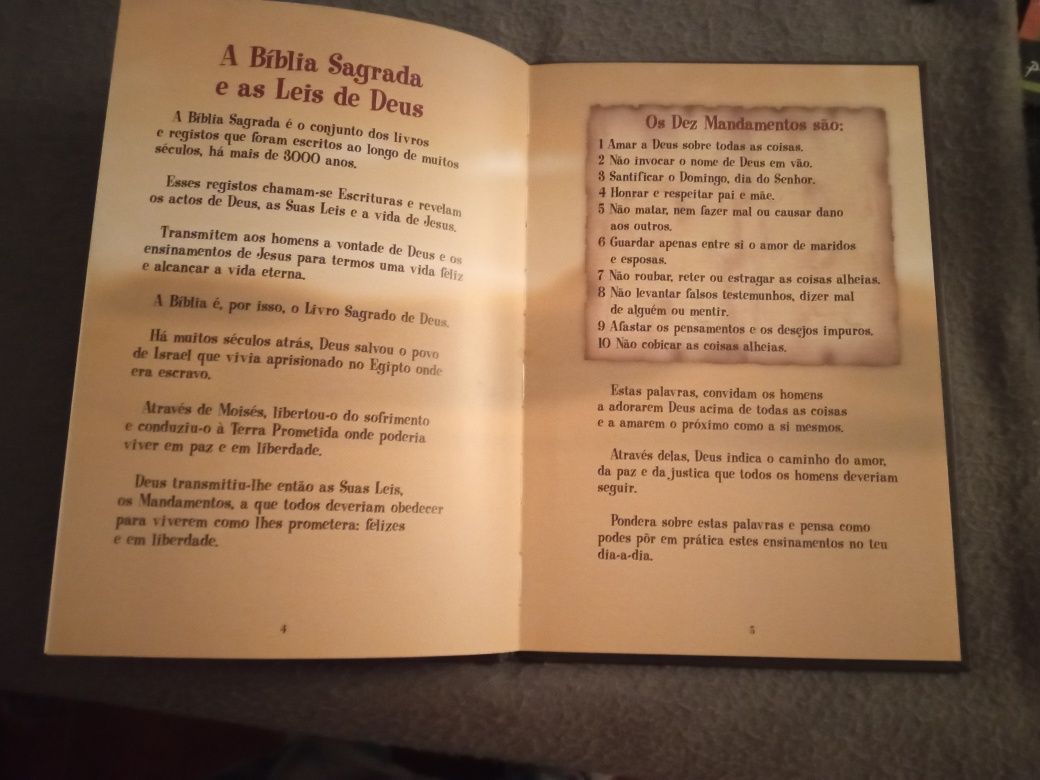 A Bíblia Sagrada
e as Leis de Deus
A Bíblia Sagrada é o conjunto dos livros
e registos que foram escritos ao longo de muitos
séculos, há mais de 3000 anos.
Esses registos chamam-se Escrituras e revelam
os actos de Deus, as Suas Leis e a vida de Jesus.
Transmitem aos homens a vontade de Deus e os
ensinamentos de Jesus para termos uma vida feliz
e alcancar a vida eterna.
A Bíblia é, por isso, o Livro Sagrado de Deus.
Há muitos séculos atrás, Deus salvou o povo
de Israel que vivia aprisionado no Egipto onde
era escravo.
Através de Moisés, libertou-o do sofrimento
e conduziu-o à Terra Prometida onde poderia
viver em paz e em liberdade.
Deus transmitiu-lhe então as Suas Leis,
os Mandamentos, a que todos deveriam obedecer
para viverem como lhes prometera: felizes
e em liberdade.
4
Os Dez Mandamentos são:
1 Amar a Deus sobre todas as coisas.
2 Não invocar o nome de Deus em vão.
3 Santificar o Domingo, dia do Senhor.
4 Honrar e respeitar pai e mãe.
5 Não matar, nem fazer mal ou causar dano
aos outros.
6 Guardar apenas entre si o amor de maridos
e esposas.
7 Não roubar, reter ou estragar as coisas alheias.
8 Não levantar falsos testemunhos, dizer mal
de alguém ou mentir.
9 Afastar os pensamentos e os desejos impuros.
10 Não cobicar as coisas alheias.
Estas palavras, convidam os homens
a adorarem Deus acima de todas as coisas
e a amarem o próximo como a si mesmos.
Através delas, Deus indica o caminho do amor,
da paz e da justica que todos os homens deveriam
seguir.
Pondera sobre estas palavras e pensa como
podes pôr em prática estes ensinamentos no teu
dia-a-dia.
5